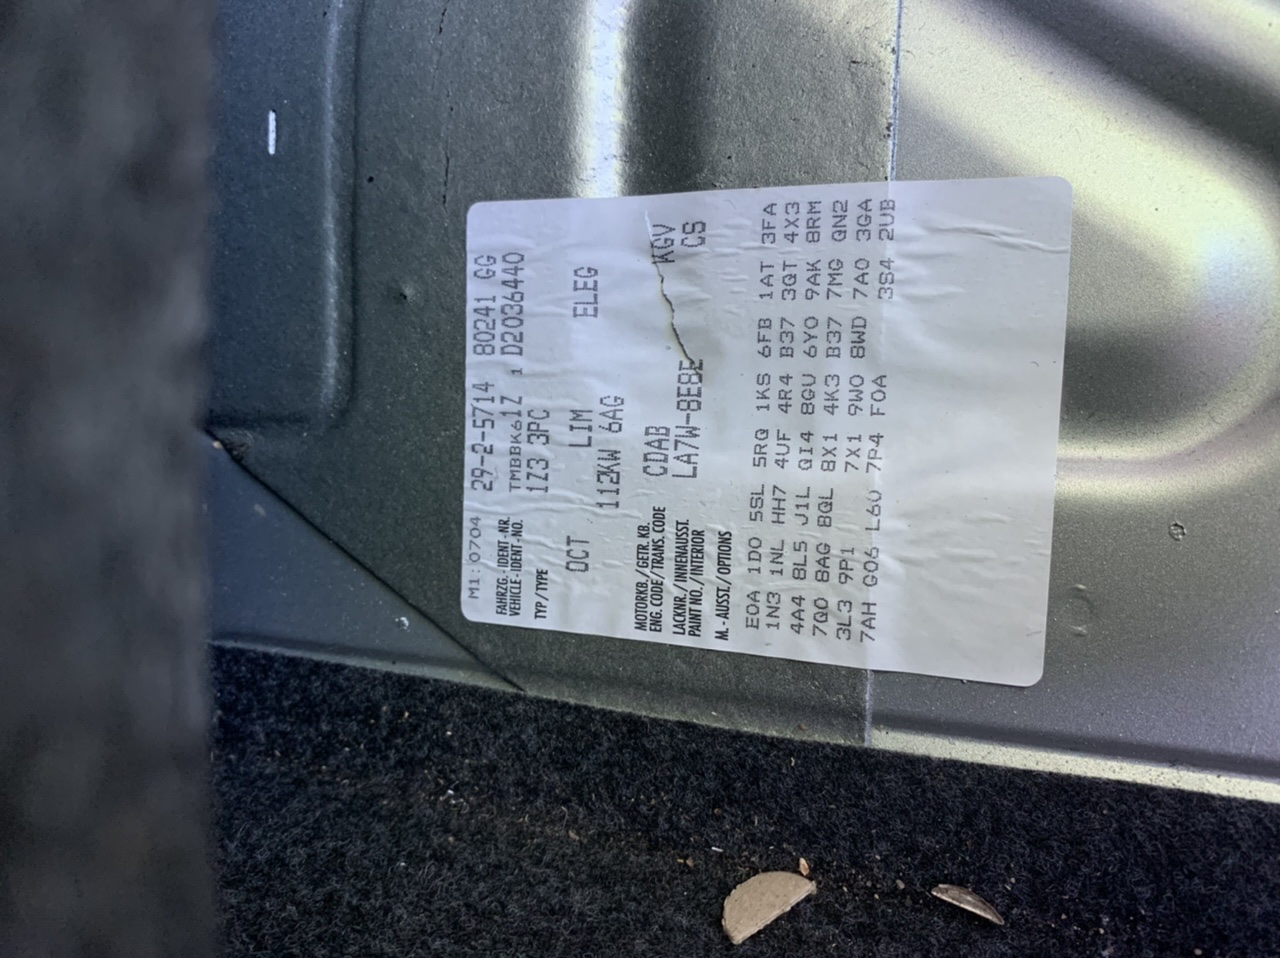 M1:0704 29-2-5714 80241 GG
FAHRZG.-IDENT-NR.
VEHICLE-IDENT-NO. TMBBK61Z 1 D2036440
TYP/TYPE 1Z3 3PC
OCT LIM ELEG
112KW 6AG
MOTORKB./GETR.KB.
ENG.CODE/TRANS.CODE CDAB KGV
LACKNR./INNENAUSST.
PAINT NO./INTERIOR LA7W-8E8E CS
M.-AUSST./OPTIONS
E0A 1D0 5SL 5RQ 1KS 6FB 1AT 3FA
1N3 1NL HH7 4UF 4R4 B37 3QT 4X3
4A4 8L5 J1L QI4 8GU 6Y0 9AK 8RM
7Q0 8AG BQL 8X1 4K3 B37 7MG QN2
3L3 9P1 7X1 9W0 8WD 7A0 3GA
7AH G06 L60 7P4 F0A 3S4 2UB